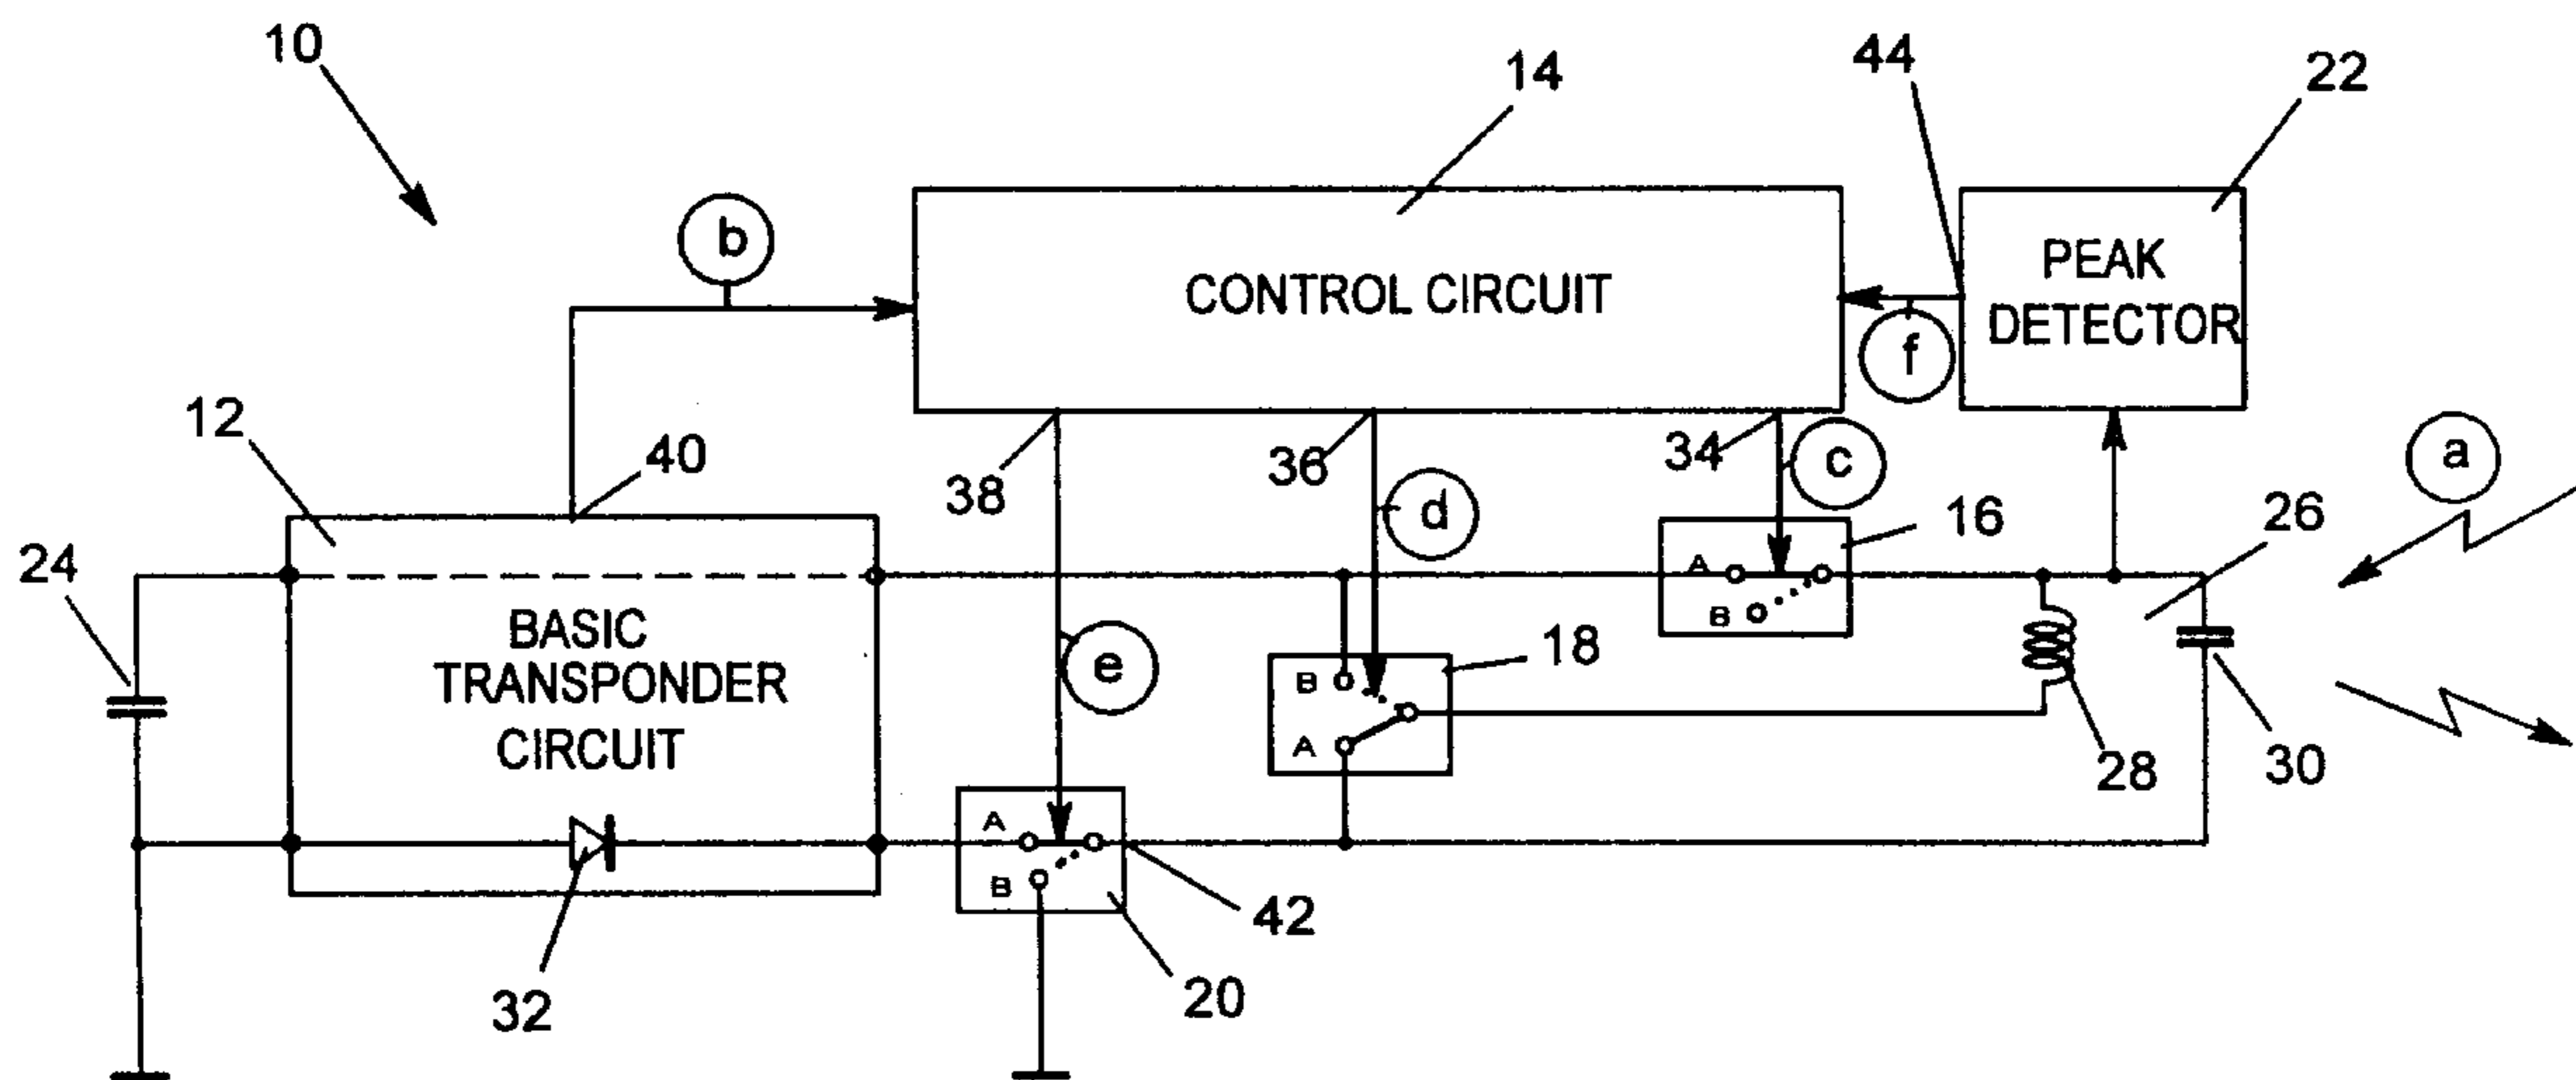 10
14
44
22
b
CONTROL CIRCUIT
PEAK
DETECTOR
f
12
40
38
36
34
c
a
24
d
16
26
A
B
BASIC
TRANSPONDER
CIRCUIT
e
18
B
A
28
30
A
B
42
32
20